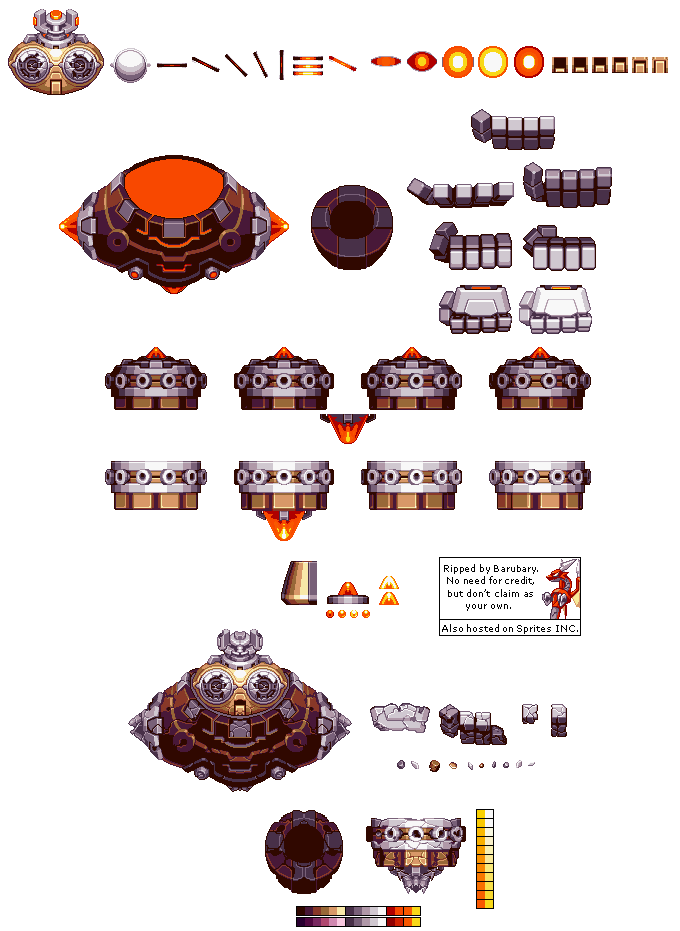 Ripped by Barubary.
No need for credit,
but don't claim as
your own.
Also hosted on Sprites INC.